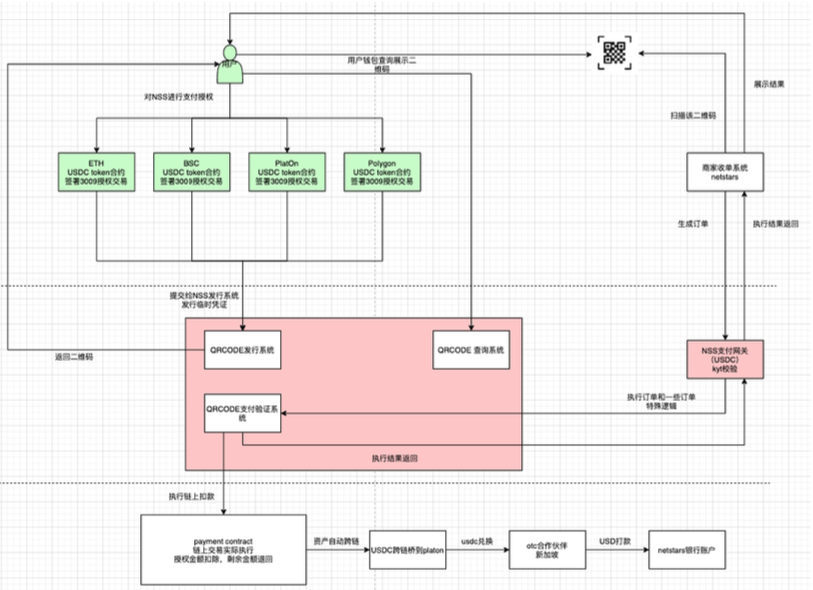 用户
用户钱包查询展示二
维码
展示结果
对NSS进行支付授权
扫描该二维码
ETH
USDC token合约
签署3009授权交易
BSC
USDC token合约
签署3009授权交易
PlatOn
USDC token合约
签署3009授权交易
Polygon
USDC token合约
签署3009授权交易
商家收单系统
netstars
生成订单
执行结果返回
提交给NSS发行系统
发行临时凭证
QRCODE发行系统
QRCODE 查询系统
NSS支付网关
（USDC）
kyt校验
返回二维码
执行订单和一些订单
特殊逻辑
QRCODE支付验证系
统
执行结果返回
执行链上扣款
payment contract
链上交易实际执行
授权金额扣除，剩余金额退回
资产自动跨链
USDC跨链桥到platon
usdc兑换
otc合作伙伴
新加坡
USD打款
netstars银行账户